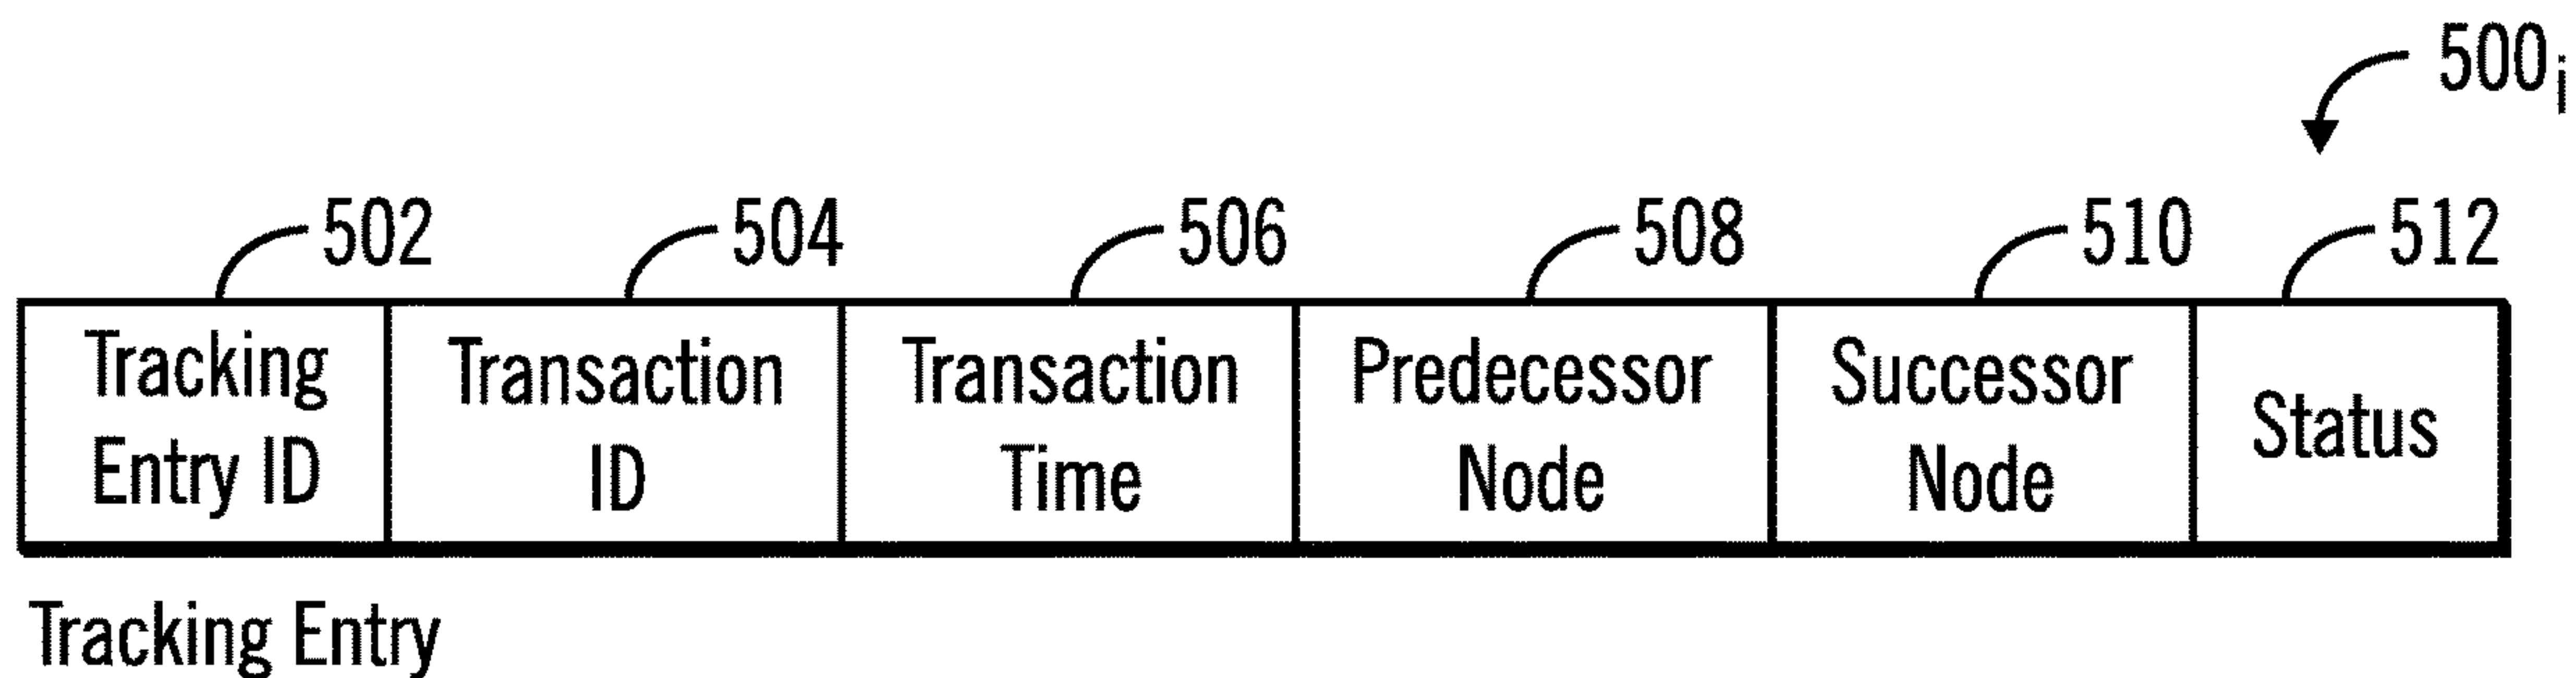 500i
502 504 506 508 510 512
Tracking Entry ID
Transaction ID
Transaction Time
Predecessor Node
Successor Node
Status
Tracking Entry